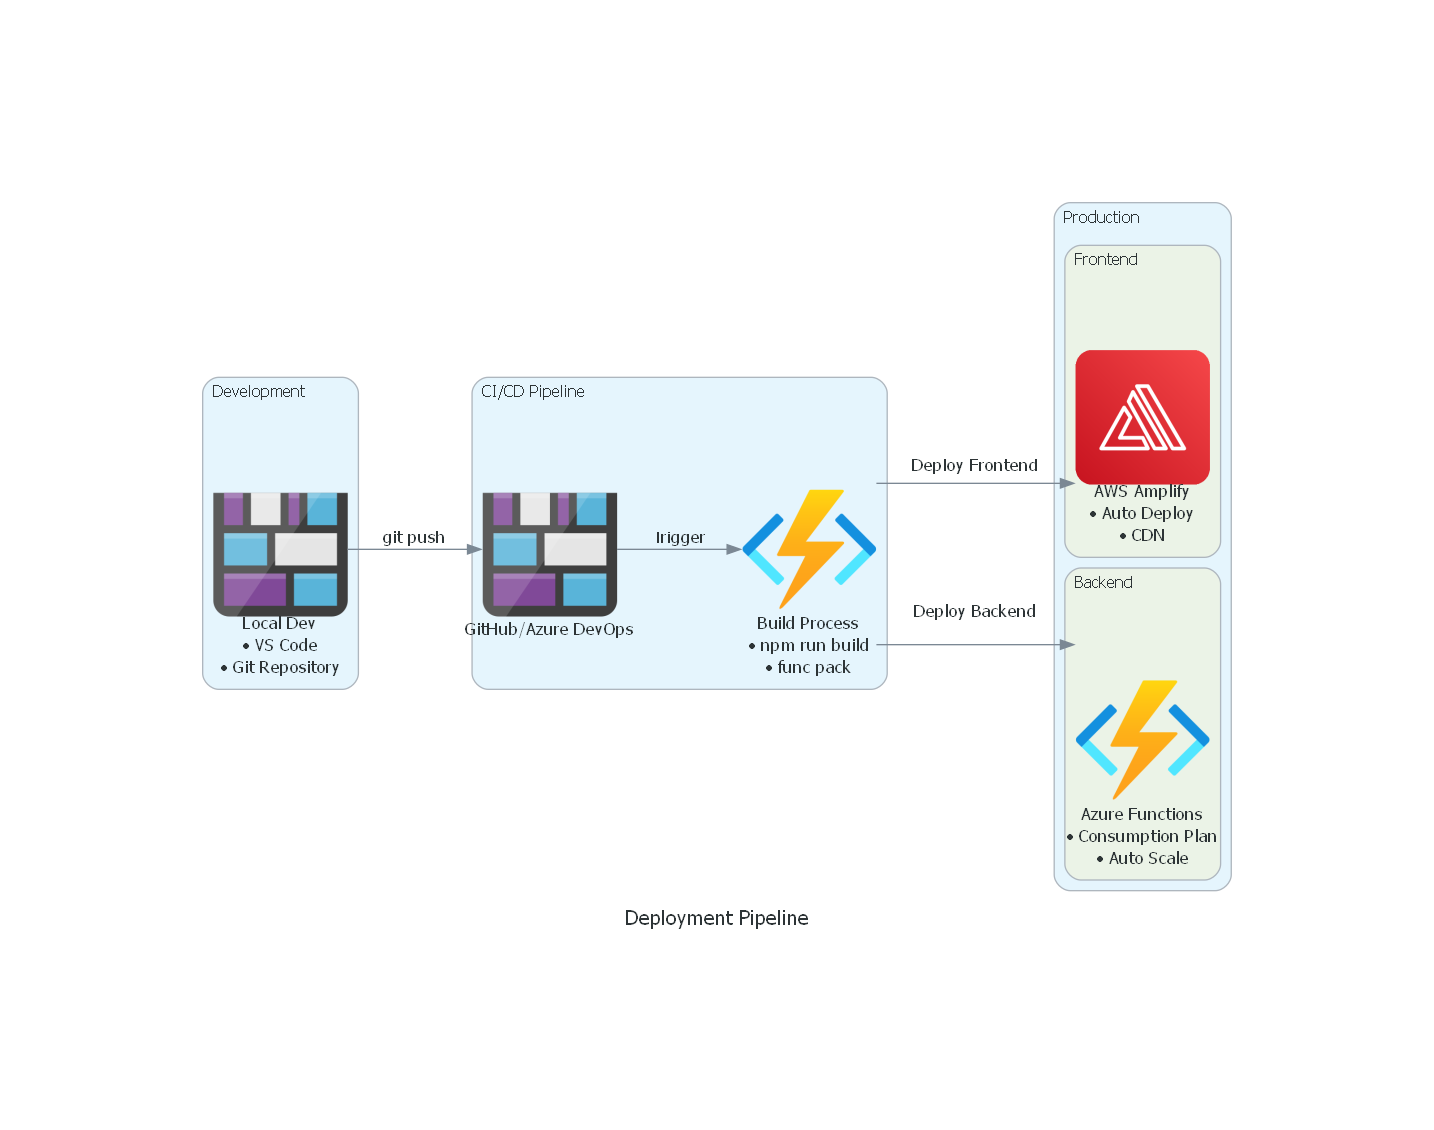 Development
Local Dev
• VS Code
• Git Repository
git push
CI/CD Pipeline
GitHub/Azure DevOps
Trigger
Build Process
• npm run build
• func pack
Deploy Frontend
Deploy Backend
Production
Frontend
AWS Amplify
• Auto Deploy
• CDN
Backend
Azure Functions
• Consumption Plan
• Auto Scale
Deployment Pipeline